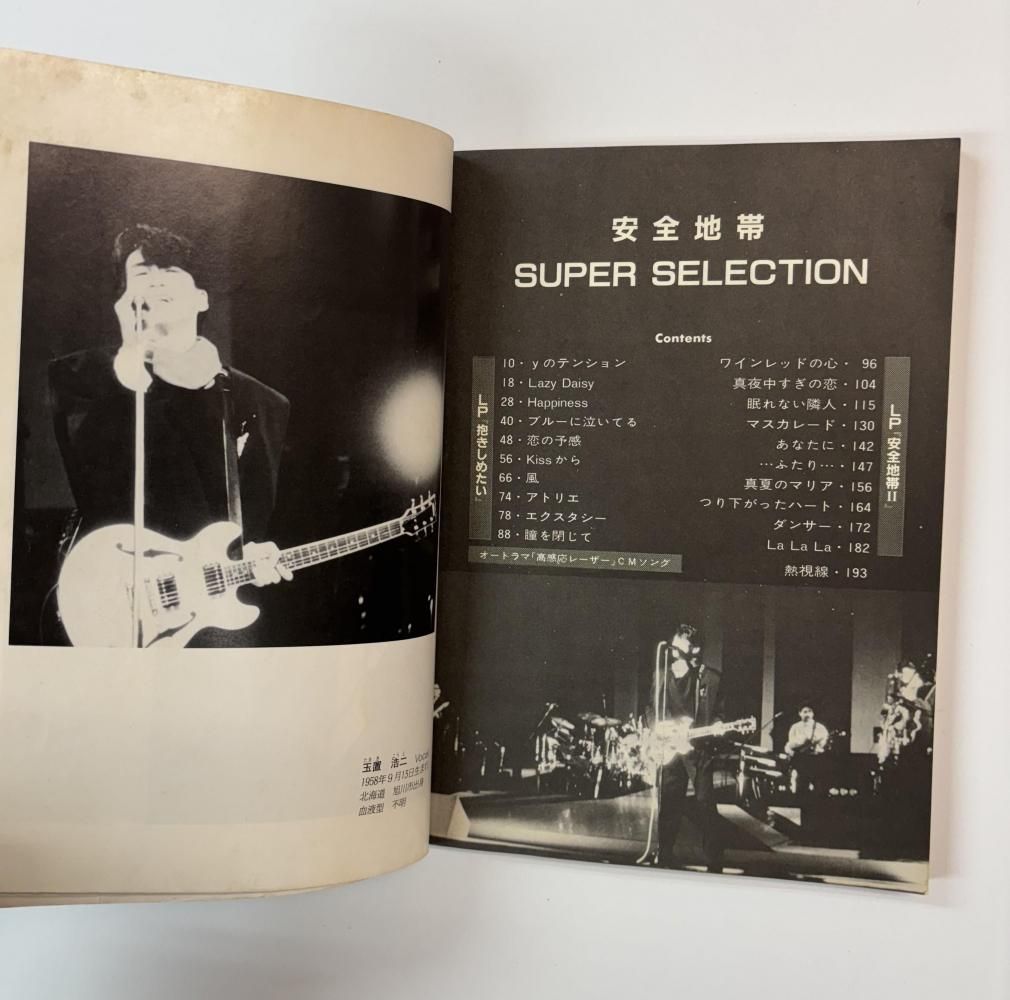 玉置 浩二 Vocal
1958年9月13日生まれ
北海道 旭川市出身
血液型 不明
安全地帯
SUPER SELECTION
Contents
LP『抱きしめたい』
10・yのテンション
18・Lazy Daisy
28・Happiness
40・ブルーに泣いてる
48・恋の予感
56・Kissから
66・風
74・アトリエ
78・エクスタシー
88・瞳を閉じて
オートラマ「高感応レーザー」CMソング
ワインレッドの心・96
真夜中すぎの恋・104
眠れない隣人・115
マスカレード・130
あなたに・142
…ふたり…・147
真夏のマリア・156
つり下がったハート・164
ダンサー・172
La La La・182
熱視線・193
LP『安全地帯II』